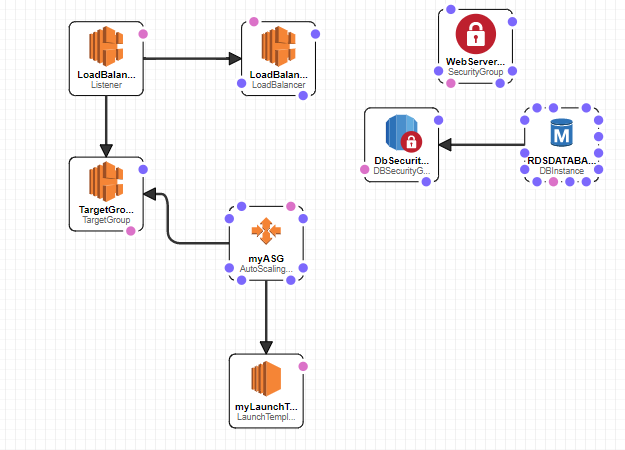 LoadBalan...
Listener
LoadBalan...
LoadBalancer
WebServer...
SecurityGroup
DbSecurit...
DBSecurityG...
M
RDSDATABA...
DBInstance
TargetGro...
TargetGroup
myASG
AutoScaling...
myLaunchT...
LaunchTempl...